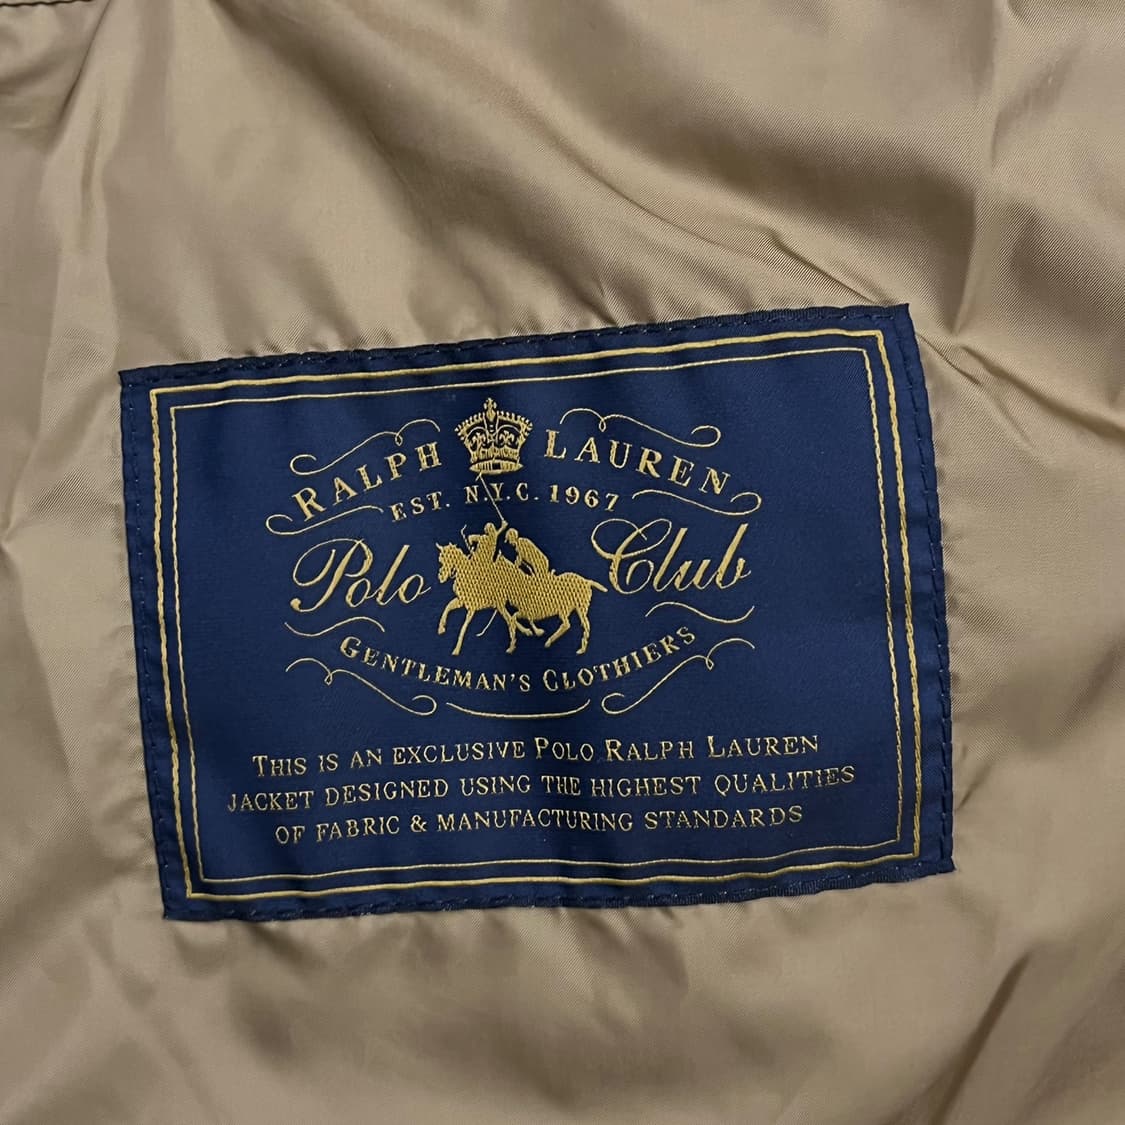 RALPH LAUREN
EST. N.Y.C. 1967
Polo Club
GENTLEMAN'S CLOTHIERS
THIS IS AN EXCLUSIVE POLO RALPH LAUREN
JACKET DESIGNED USING THE HIGHEST QUALITIES
OF FABRIC & MANUFACTURING STANDARDS